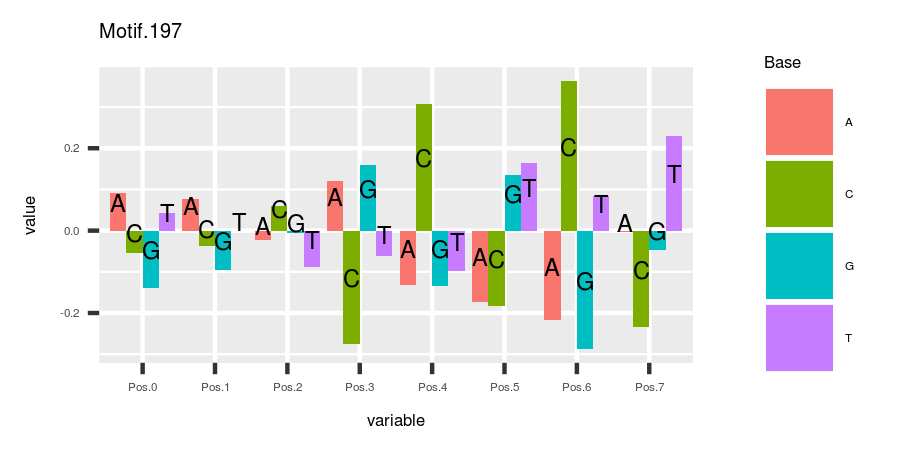 Motif.197
value
0.2
0.0
-0.2
A C G T A C G T A C G T A C G T A C G T A C G T A C G T A C G T
Pos.0 Pos.1 Pos.2 Pos.3 Pos.4 Pos.5 Pos.6 Pos.7
variable
Base
A
C
G
T